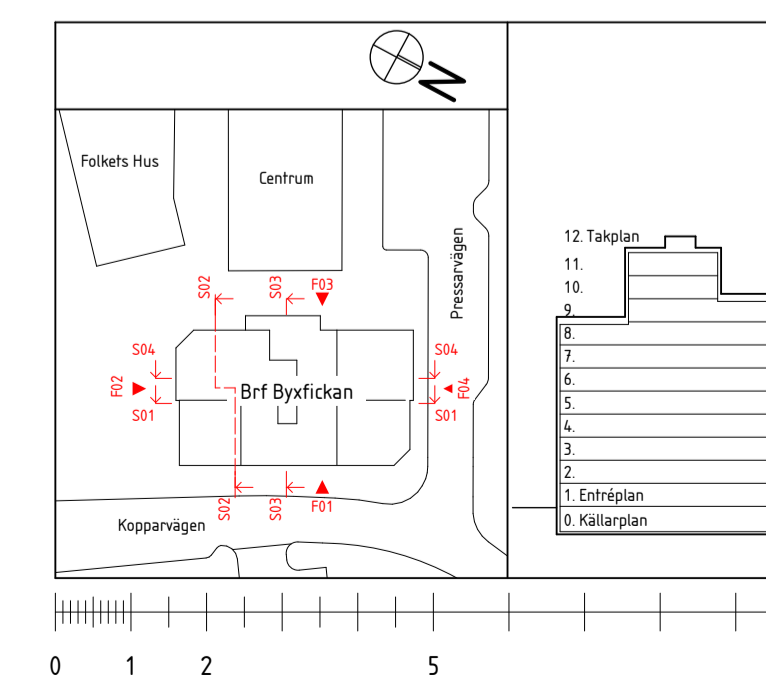 N
Folkets Hus
Centrum
Pressarvägen
S02
S03
F03
S04
S04
F02
Brf Byxfickan
F04
S01
S01
S02
S03
F01
Kopparvägen
12. Takplan
11.
10.
9.
8.
7.
6.
5.
4.
3.
2.
1. Entréplan
0. Källarplan
0 1 2 5